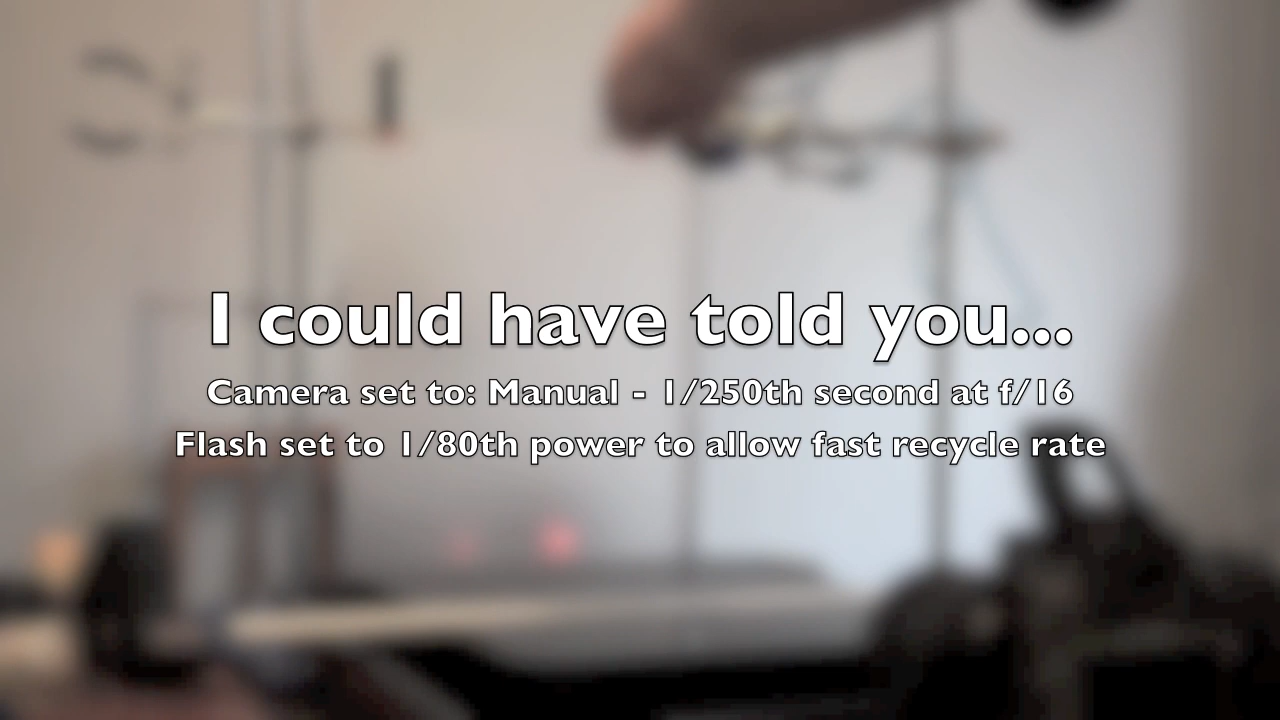 I could have told you...
Camera set to: Manual - 1/250th second at f/16
Flash set to 1/80th power to allow fast recycle rate